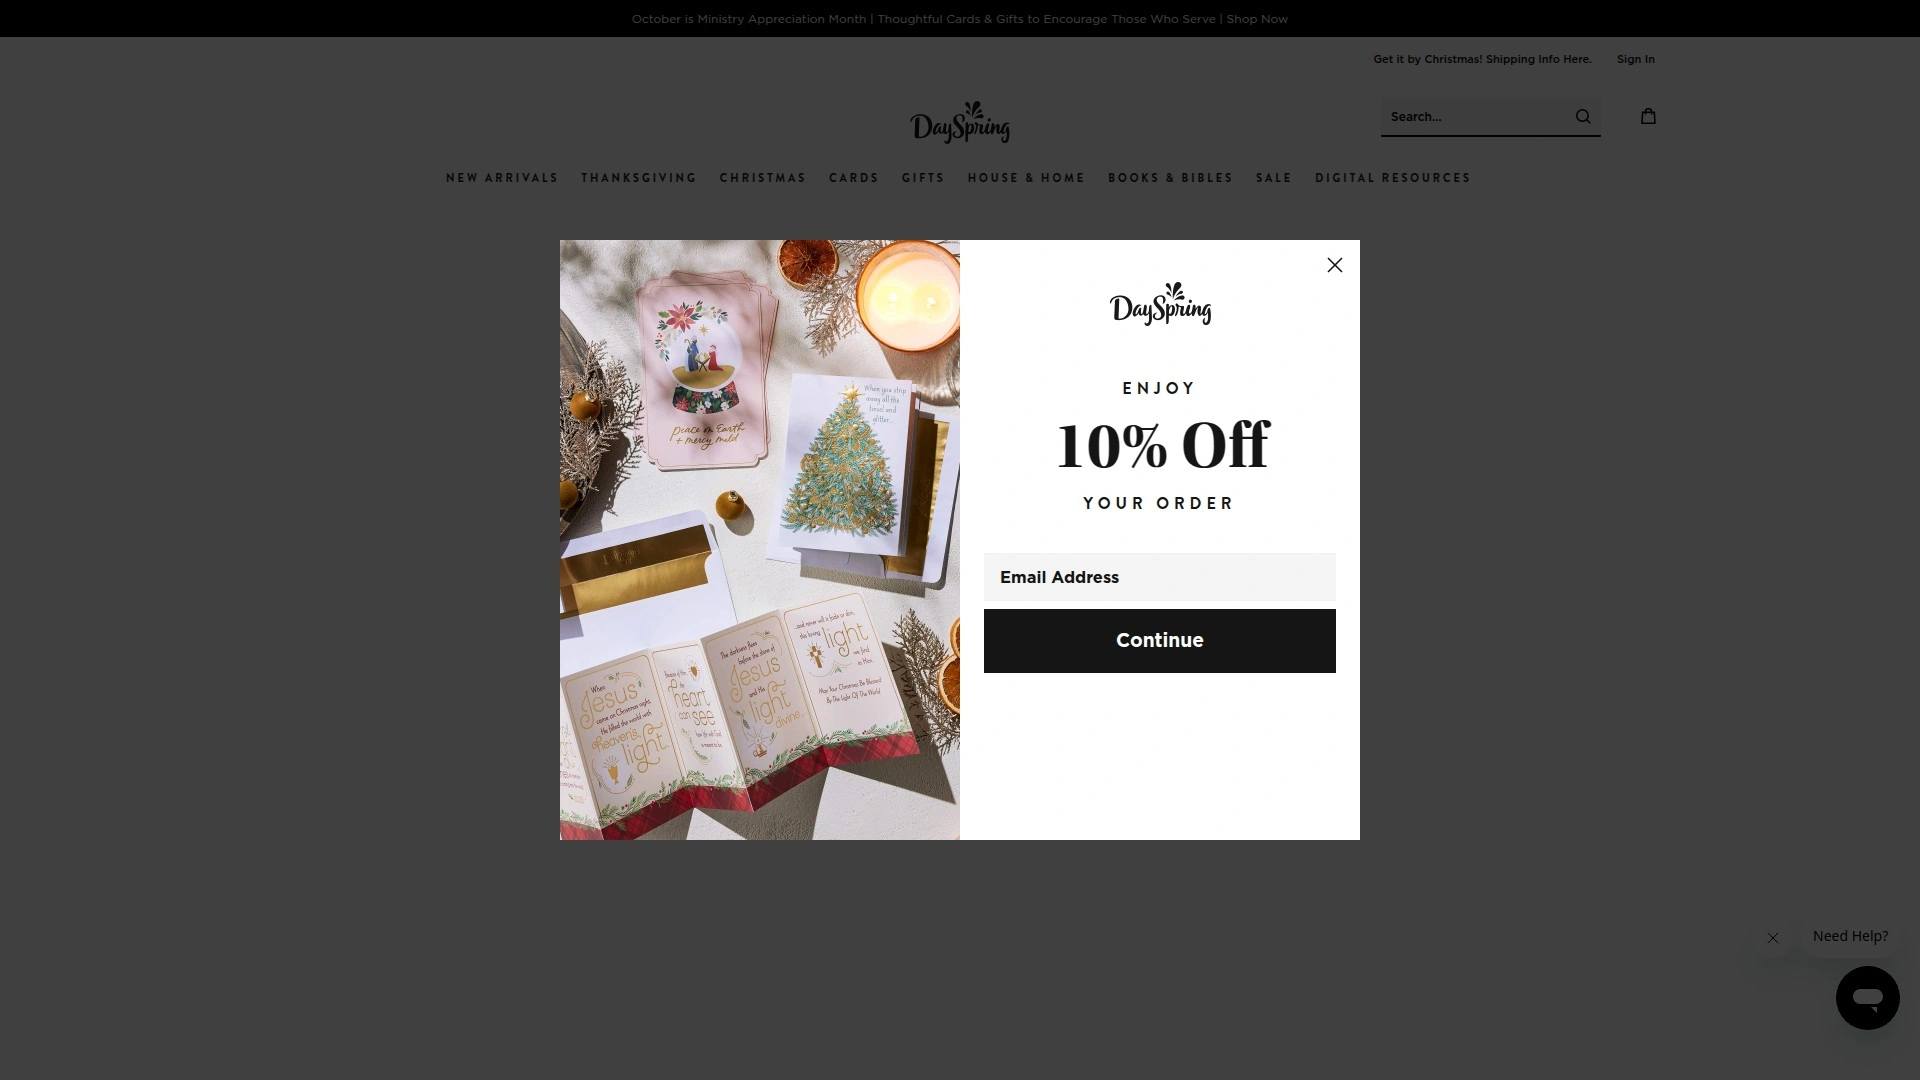 October is Ministry Appreciation Month | Thoughtful Cards & Gifts to Encourage Those Who Serve | Shop Now
Get it by Christmas! Shipping Info Here. Sign In
DaySpring
Search...
NEW ARRIVALS THANKSGIVING CHRISTMAS CARDS GIFTS HOUSE & HOME BOOKS & BIBLES SALE DIGITAL RESOURCES
DaySpring
ENJOY
10% Off
YOUR ORDER
Email Address
Continue
peace on Earth
+ mercy mild
When you strip
away all the
tinsel and
glitter...
When
Jesus
came on Christmas night,
He filled the world with
heaven's
light.
heart
can see
The darkness flees
before the dawn of
Jesus
and His
light
divine...
...and never will it fade or dim,
this loving
light
we find
in Him.
May Your Christmas Be Blessed
By The Light Of The World
Need Help?